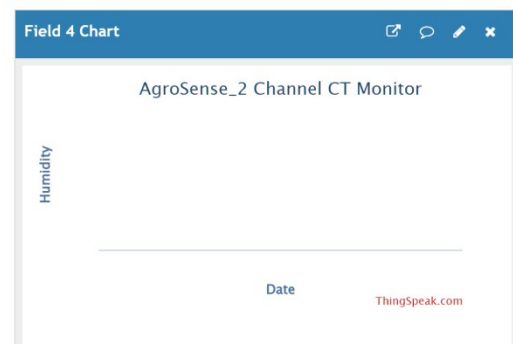 Field 4 Chart
AgroSense_2 Channel CT Monitor
Humidity
Date
ThingSpeak.com